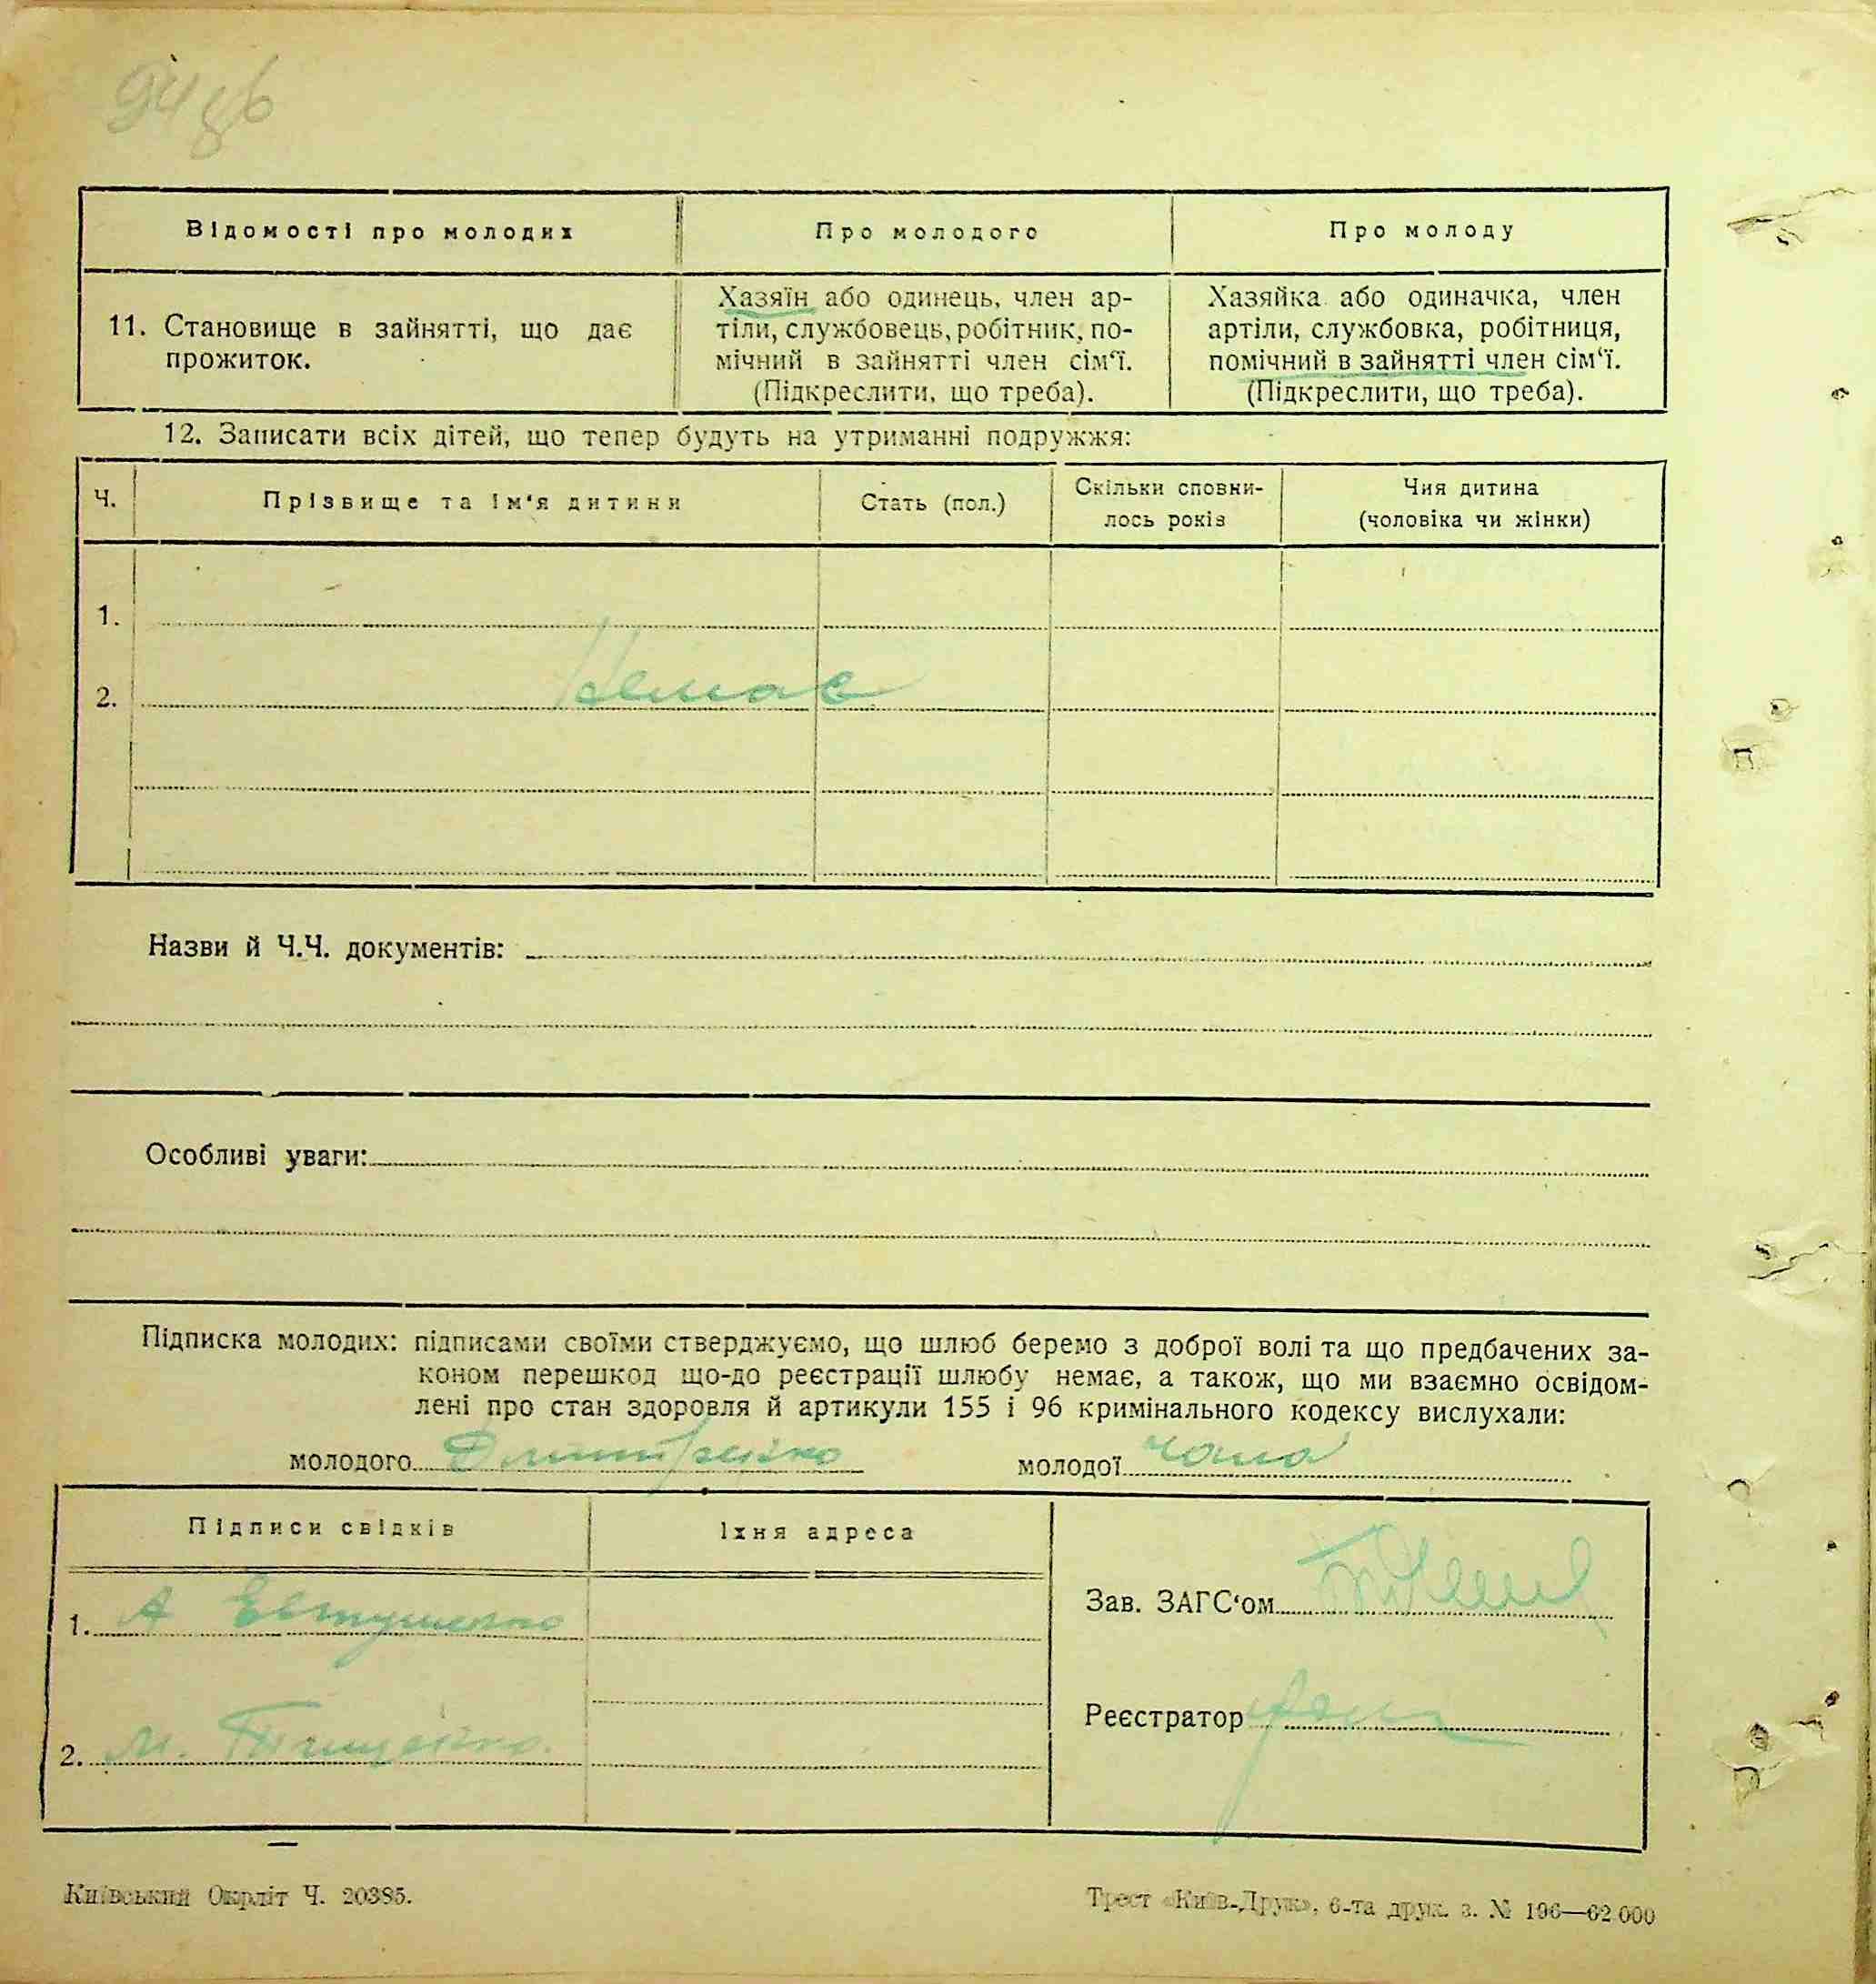 94 зв
Відомості про молодих
Про молодого
Про молоду
11. Становище в зайнятті, що дає
прожиток.
Хазяїн або одинець, член ар-
тіли, службовець, робітник, по-
мічний в зайнятті член сім‘ї.
(Підкреслити, що треба).
Хазяйка або одиначка, член
артіли, службовка, робітниця,
помічний в зайнятті член сім‘ї.
(Підкреслити, що треба).
12. Записати всіх дітей, що тепер будуть на утриманні подружжя:
Ч.
Прізвище та ім‘я дитини
Стать (пол.)
Скільки сповни-
лось років
Чия дитина
(чоловіка чи жінки)
1.
2. Немає
Назви й Ч.Ч. документів:
Особливі уваги:
Підписка молодих: підписами своїми стверджуємо, що шлюб беремо з доброї волі та що предбачених за-
коном перешкод що-до реєстрації шлюбу немає, а також, що ми взаємно освідом-
лені про стан здоровля й артикули 155 і 96 кримінального кодексу вислухали:
молодого
молодої
Підписи свідків
Їхня адреса
1. А Евтушенко
2. М.
Зав. ЗАГС‘ом
Реєстратор
Київський Окрліт Ч. 20385.
Трест «Київ-Друк», 6-та друк. з. № 196—62.000